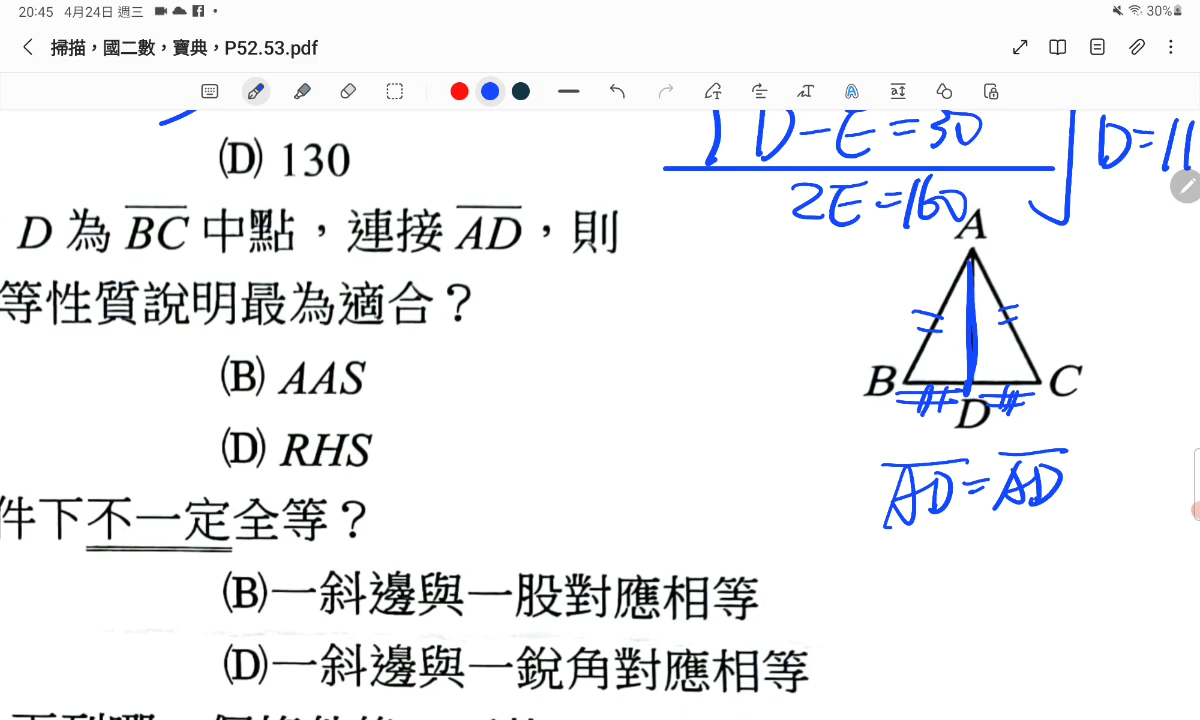 20:45 4月24日 週三 30%
掃描，國二數，寶典，P52.53.pdf
D-E=30
D=11
(D) 130
2E=160
D 為 BC 中點，連接 AD，則
A
等性質說明最為適合？
(B) AAS
B C
D
(D) RHS
AD=AD
件下不一定全等？
(B)一斜邊與一股對應相等
(D)一斜邊與一銳角對應相等